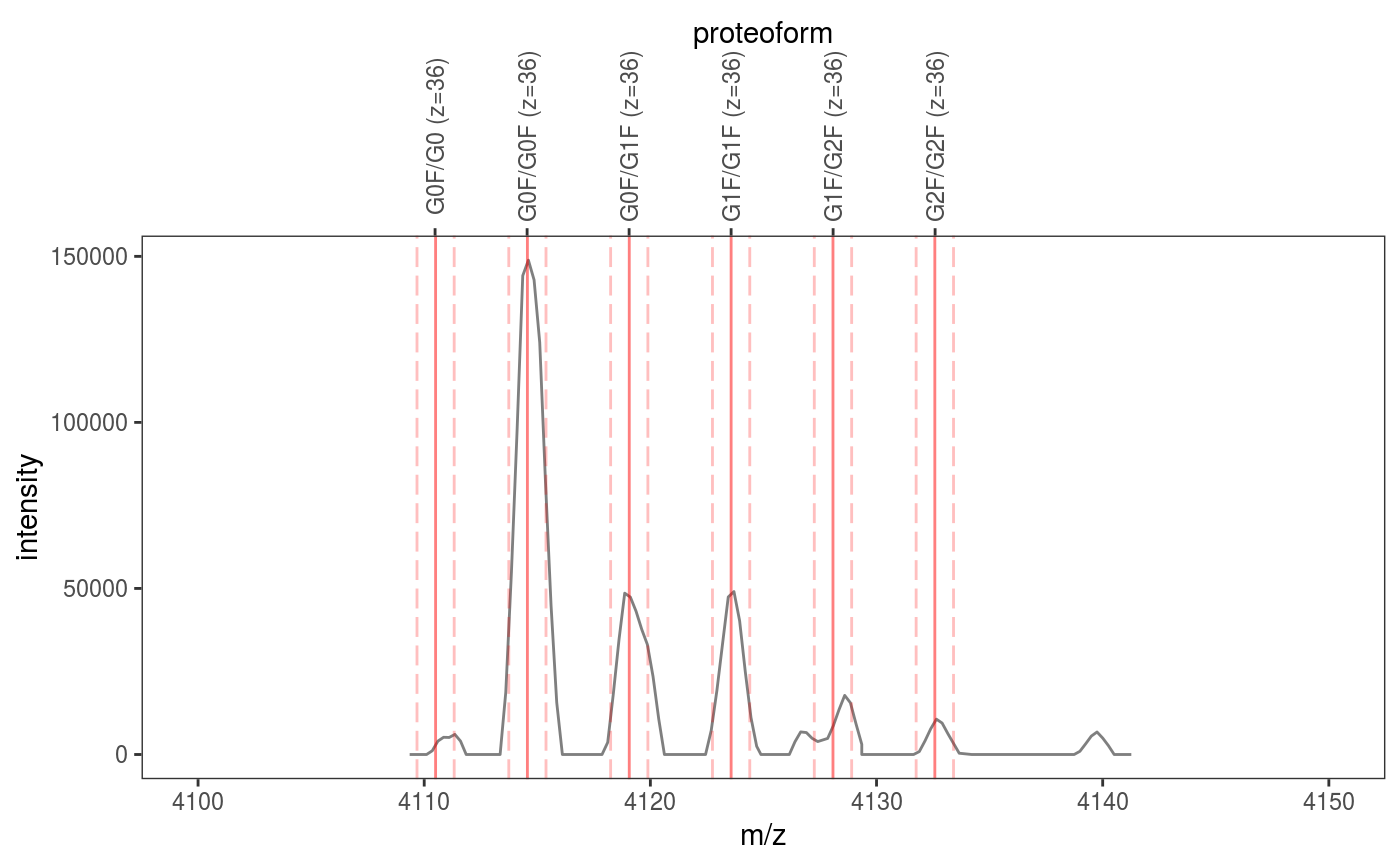 proteoform
G0F/G0 (z=36)
G0F/G0F (z=36)
G0F/G1F (z=36)
G1F/G1F (z=36)
G1F/G2F (z=36)
G2F/G2F (z=36)
150000
100000
50000
0
intensity
4100
4110
4120
4130
4140
4150
m/z